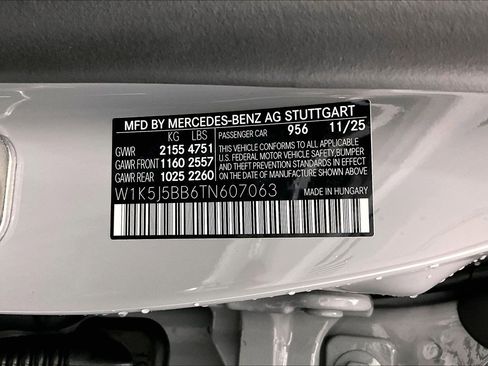 MFD BY MERCEDES-BENZ AG STUTTGART
KG LBS PASSENGER CAR 956 11/25
GVWR 2155 4751
GAWR FRONT 1160 2557
GAWR REAR 1025 2260
THIS VEHICLE CONFORMS TO ALL APPLICABLE
U.S. FEDERAL MOTOR VEHICLE SAFETY, BUMPER
AND THEFT PREVENTION STANDARDS IN EFFECT
ON THE DATE OF MANUFACTURE SHOWN ABOVE.
W1K5J5BB6TN607063 MADE IN HUNGARY